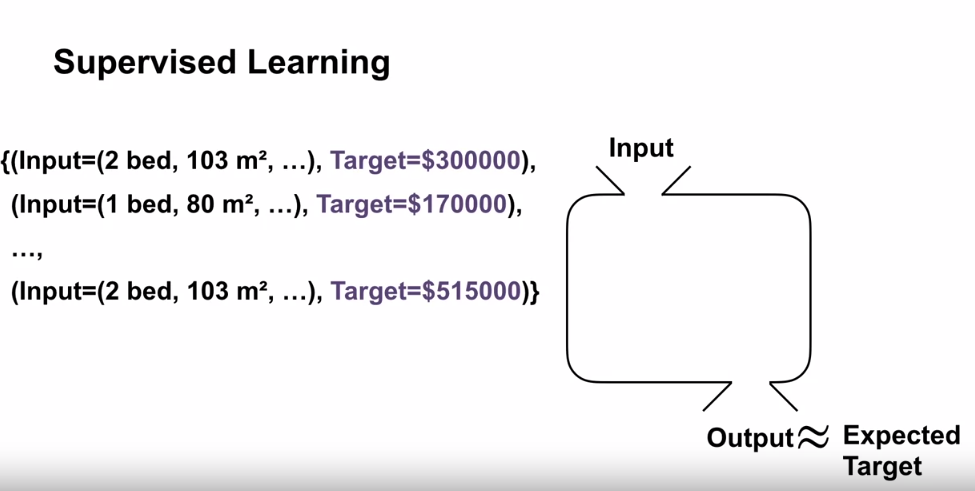 Supervised Learning
{(Input=(2 bed, 103 m², …), Target=$300000),
(Input=(1 bed, 80 m², …), Target=$170000),
…,
(Input=(2 bed, 103 m², …), Target=$515000)}
Input
Output ≈ Expected
Target